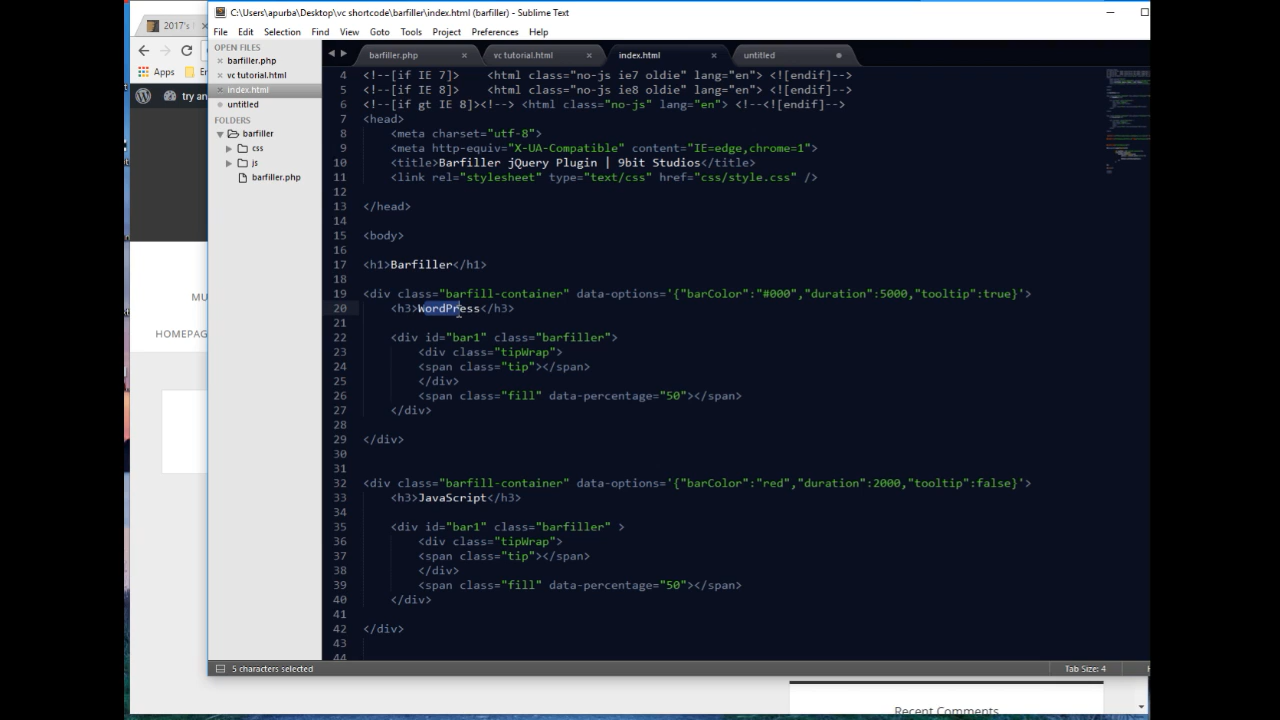 C:\Users\apurba\Desktop\vc shortcode\barfiller\index.html (barfiller) - Sublime Text
2017's
File Edit Selection Find View Goto Tools Project Preferences Help
OPEN FILES
barfiller.php
vc tutorial.html
index.html
untitled
FOLDERS
barfiller
css
js
barfiller.php
Apps
try an
HOMEPAG
barfiller.php vc tutorial.html index.html untitled
4 <!--[if IE 7]> <html class="no-js ie7 oldie" lang="en"> <![endif]-->
5 <!--[if IE 8]> <html class="no-js ie8 oldie" lang="en"> <![endif]-->
6 <!--[if gt IE 8]><!--> <html class="no-js" lang="en"> <!--<![endif]-->
7 <head>
8 <meta charset="utf-8">
9 <meta http-equiv="X-UA-Compatible" content="IE=edge,chrome=1">
10 <title>Barfiller jQuery Plugin | 9bit Studios</title>
11 <link rel="stylesheet" type="text/css" href="css/style.css" />
12
13 </head>
14
15 <body>
16
17 <h1>Barfiller</h1>
18
19 <div class="barfill-container" data-options='{"barColor":"#000","duration":5000,"tooltip":true}'>
20 <h3>WordPress</h3>
21
22 <div id="bar1" class="barfiller">
23 <div class="tipWrap">
24 <span class="tip"></span>
25 </div>
26 <span class="fill" data-percentage="50"></span>
27 </div>
28
29 </div>
30
31
32 <div class="barfill-container" data-options='{"barColor":"red","duration":2000,"tooltip":false}'>
33 <h3>JavaScript</h3>
34
35 <div id="bar1" class="barfiller" >
36 <div class="tipWrap">
37 <span class="tip"></span>
38 </div>
39 <span class="fill" data-percentage="50"></span>
40 </div>
41
42 </div>
43
44
5 characters selected
Tab Size: 4
Recent Comments